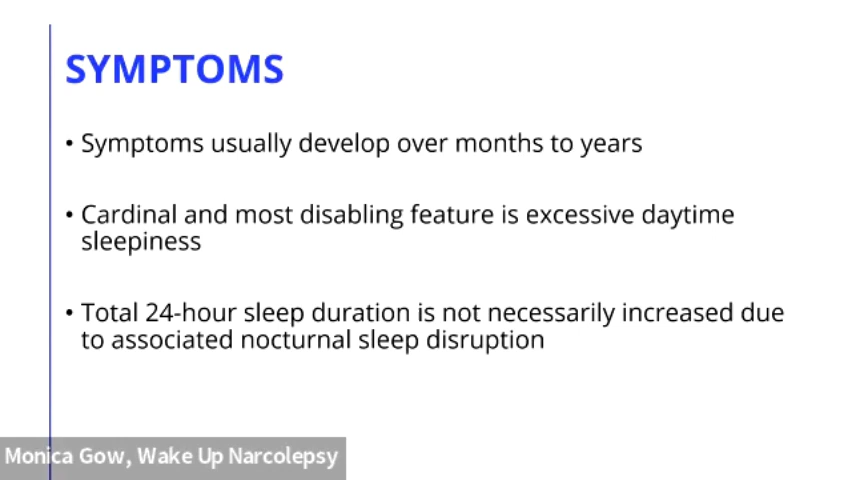 SYMPTOMS
• Symptoms usually develop over months to years
• Cardinal and most disabling feature is excessive daytime
sleepiness
• Total 24-hour sleep duration is not necessarily increased due
to associated nocturnal sleep disruption
Monica Gow, Wake Up Narcolepsy